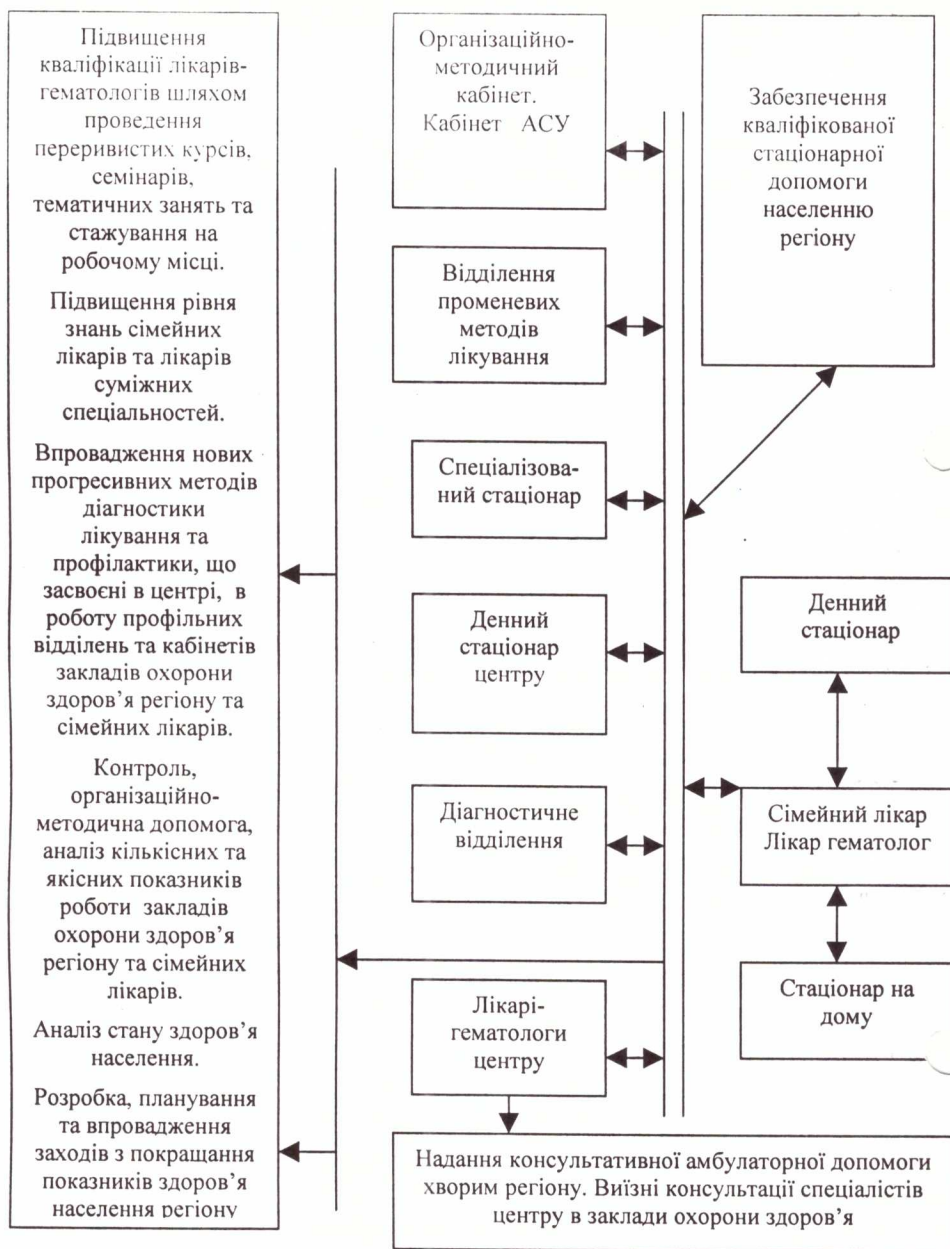 Підвищення
кваліфікації лікарів-
гематологів шляхом
проведення
переривистих курсів,
семінарів,
тематичних занять та
стажування на
робочому місці.
Підвищення рівня
знань сімейних
лікарів та лікарів
суміжних
спеціальностей.
Впровадження нових
прогресивних методів
діагностики
лікування та
профілактики, що
засвоєні в центрі, в
роботу профільних
відділень та кабінетів
закладів охорони
здоров’я регіону та
сімейних лікарів.
Контроль,
організаційно-
методична допомога,
аналіз кількісних та
якісних показників
роботи закладів
охорони здоров’я
регіону та сімейних
лікарів.
Аналіз стану здоров’я
населення.
Розробка, планування
та впровадження
заходів з покращання
показників здоров’я
населення регіону
Організаційно-
методичний
кабінет.
Кабінет АСУ
Відділення
променевих
методів
лікування
Спеціалізова-
ний стаціонар
Денний
стаціонар
центру
Діагностичне
відділення
Лікарі-
гематологи
центру
Забезпечення
кваліфікованої
стаціонарної
допомоги
населенню
регіону
Денний
стаціонар
Сімейний лікар
Лікар гематолог
Стаціонар на
дому
Надання консультативної амбулаторної допомоги
хворим регіону. Виїзні консультації спеціалістів
центру в заклади охорони здоров’я